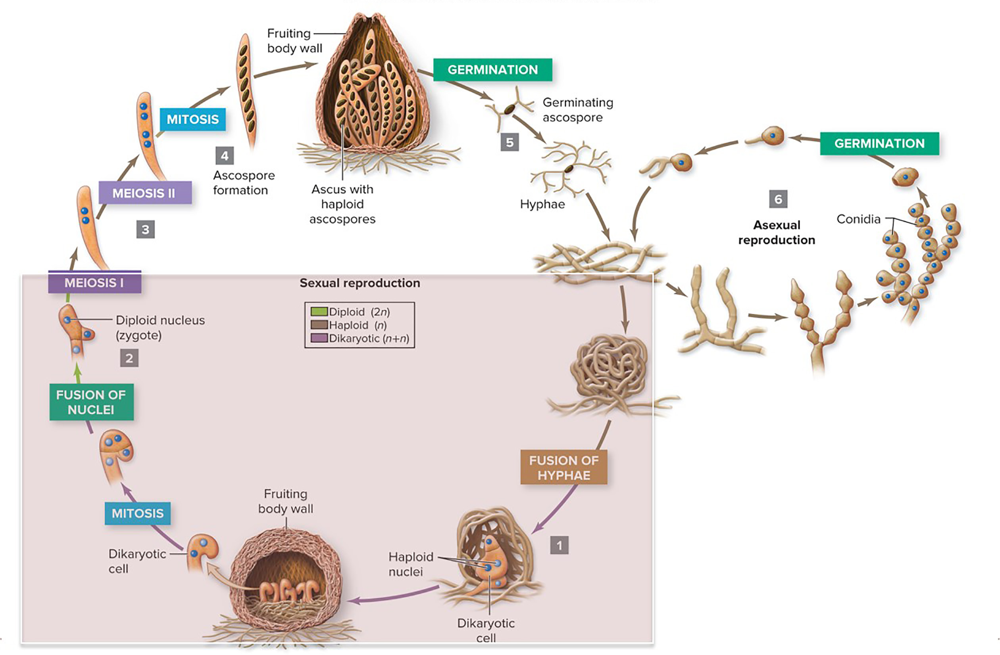 Fruiting
body wall
GERMINATION
Germinating
ascospore
MITOSIS
5
GERMINATION
4
Ascospore
formation
MEIOSIS II
Ascus with
haploid
ascospores
Hyphae
6
Asexual
reproduction
Conidia
3
MEIOSIS I
Sexual reproduction
Diploid (2n)
Haploid (n)
Dikaryotic (n+n)
Diploid nucleus
(zygote)
2
FUSION OF
NUCLEI
FUSION OF
HYPHAE
Fruiting
body wall
MITOSIS
1
Dikaryotic
cell
Haploid
nuclei
Dikaryotic
cell